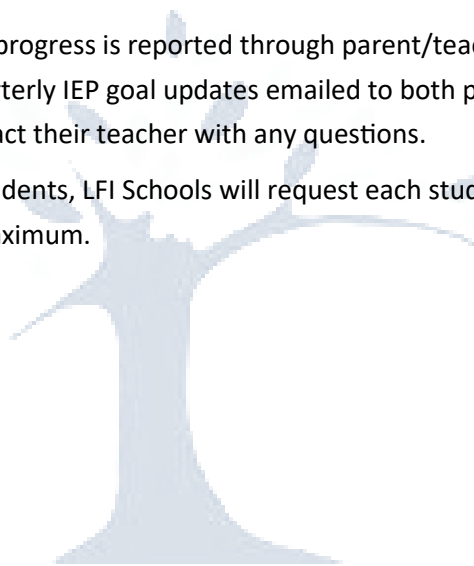 progress is reported through parent/teac
terly IEP goal updates emailed to both p
act their teacher with any questions.
dents, LFI Schools will request each stud
aximum.